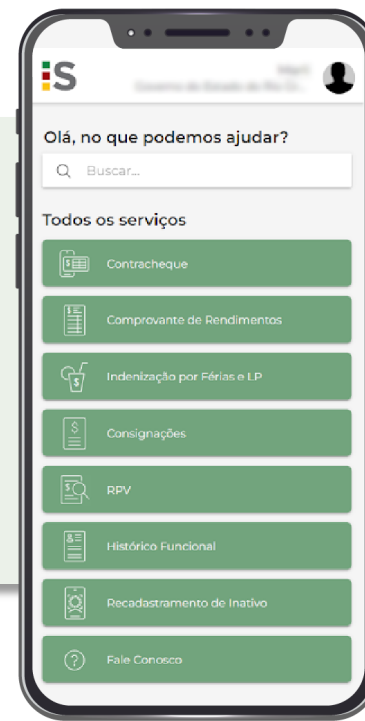 iS
Olá, no que podemos ajudar?
Buscar...
Todos os serviços
Contracheque
Comprovante de Rendimentos
Indenização por Férias e LP
Consignações
RPV
Histórico Funcional
Recadastramento de Inativo
Fale Conosco